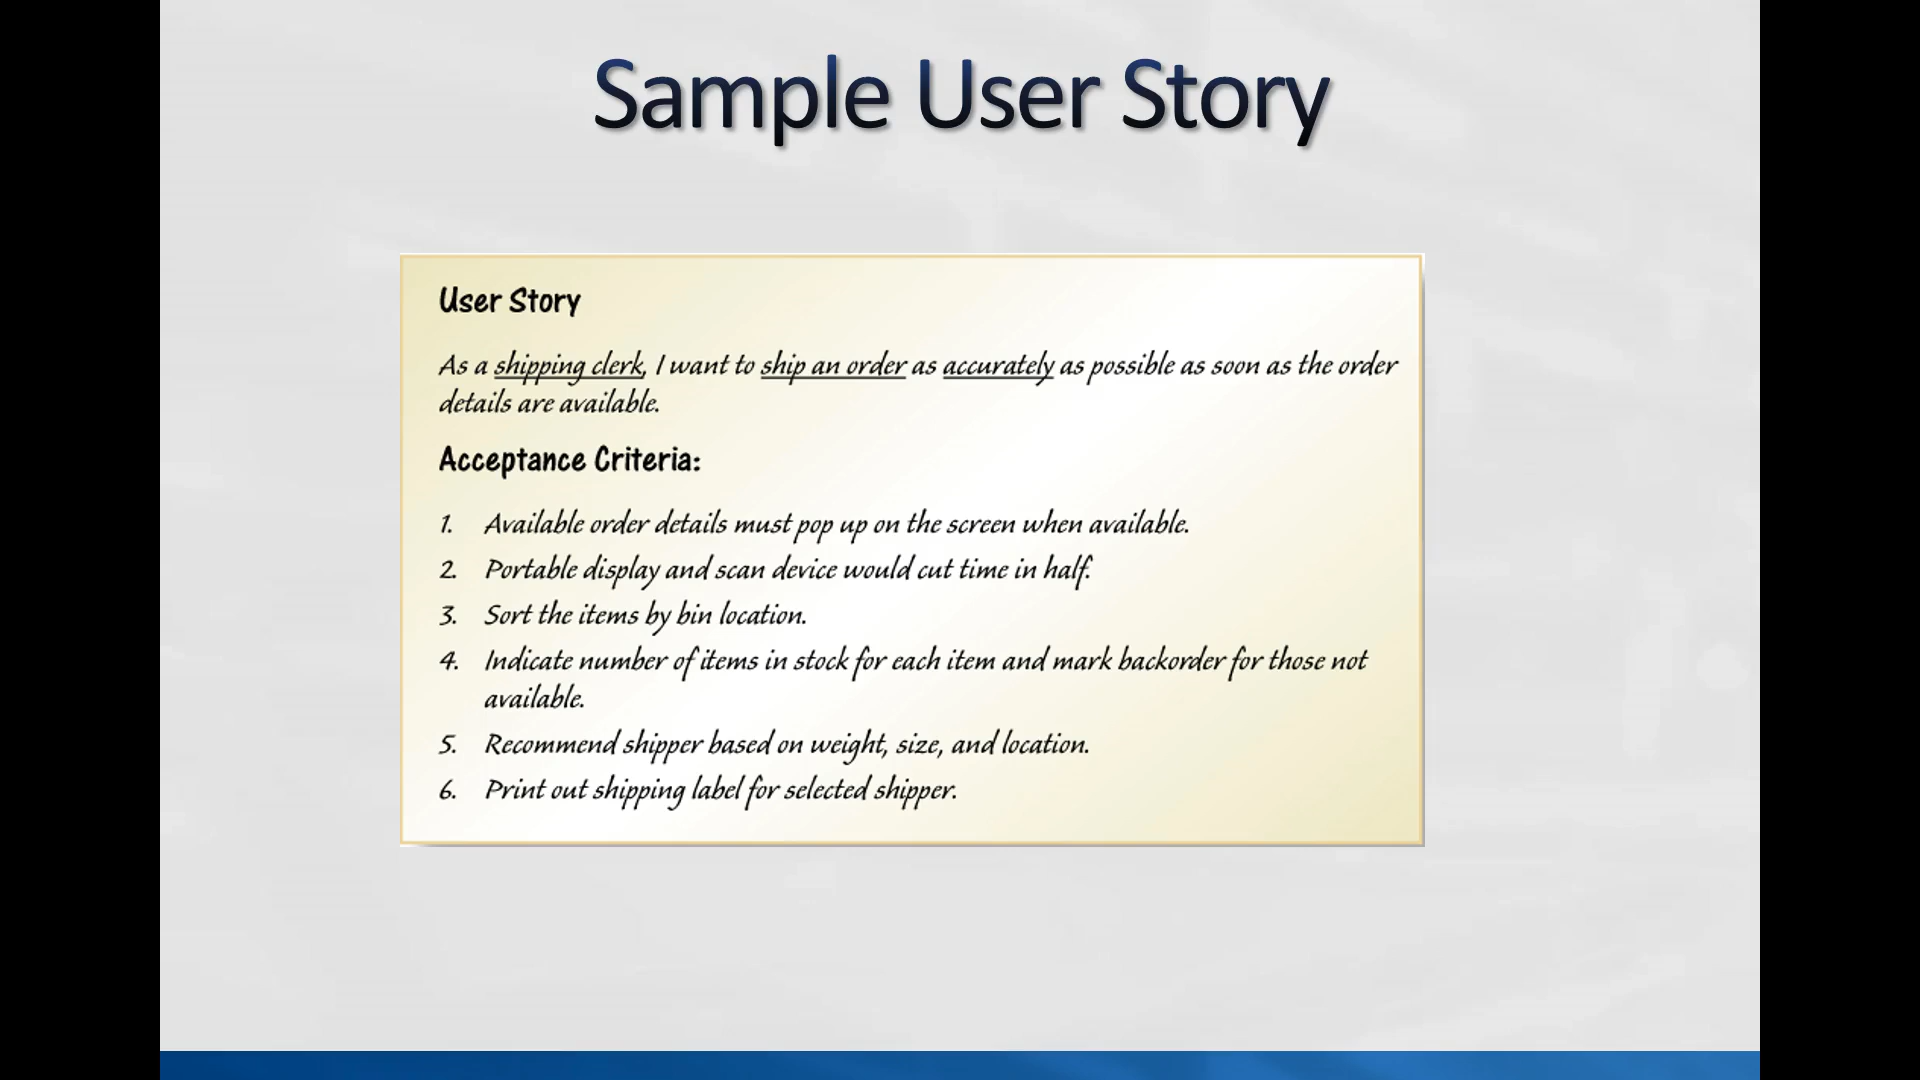 Sample User Story
User Story
As a shipping clerk, I want to ship an order as accurately as possible as soon as the order
details are available.
Acceptance Criteria:
1. Available order details must pop up on the screen when available.
2. Portable display and scan device would cut time in half.
3. Sort the items by bin location.
4. Indicate number of items in stock for each item and mark backorder for those not
available.
5. Recommend shipper based on weight, size, and location.
6. Print out shipping label for selected shipper.